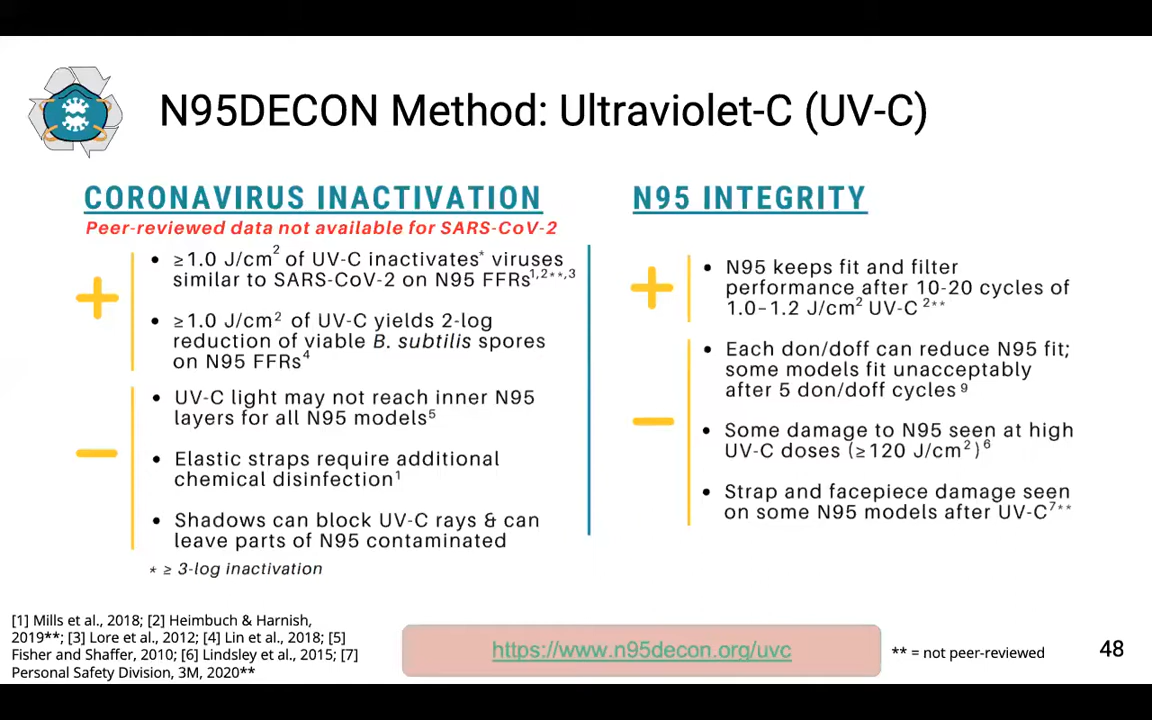 N95DECON Method: Ultraviolet-C (UV-C)
CORONAVIRUS INACTIVATION
Peer-reviewed data not available for SARS-CoV-2
• ≥1.0 J/cm² of UV-C inactivates* viruses
similar to SARS-CoV-2 on N95 FFRs¹,²**,³
• ≥1.0 J/cm² of UV-C yields 2-log
reduction of viable B. subtilis spores
on N95 FFRs⁴
• UV-C light may not reach inner N95
layers for all N95 models⁵
• Elastic straps require additional
chemical disinfection¹
• Shadows can block UV-C rays & can
leave parts of N95 contaminated
* ≥ 3-log inactivation
N95 INTEGRITY
• N95 keeps fit and filter
performance after 10-20 cycles of
1.0–1.2 J/cm² UV-C ²**
• Each don/doff can reduce N95 fit;
some models fit unacceptably
after 5 don/doff cycles⁹
• Some damage to N95 seen at high
UV-C doses (≥120 J/cm²)⁶
• Strap and facepiece damage seen
on some N95 models after UV-C⁷**
[1] Mills et al., 2018; [2] Heimbuch & Harnish,
2019**; [3] Lore et al., 2012; [4] Lin et al., 2018; [5]
Fisher and Shaffer, 2010; [6] Lindsley et al., 2015; [7]
Personal Safety Division, 3M, 2020**
https://www.n95decon.org/uvc
** = not peer-reviewed
48